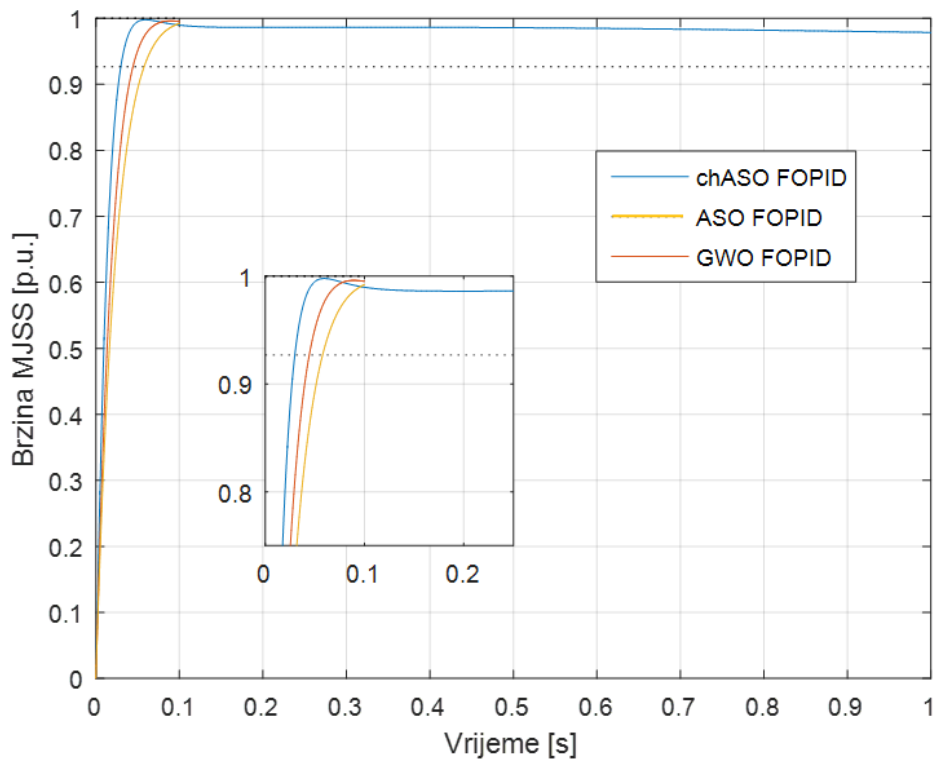 1
0.9
0.8
0.7
0.6
0.5
0.4
0.3
0.2
0.1
0
Brzina MJSS [p.u.]
chASO FOPID
ASO FOPID
GWO FOPID
1
0.9
0.8
0 0.1 0.2
0 0.1 0.2 0.3 0.4 0.5 0.6 0.7 0.8 0.9 1
Vrijeme [s]